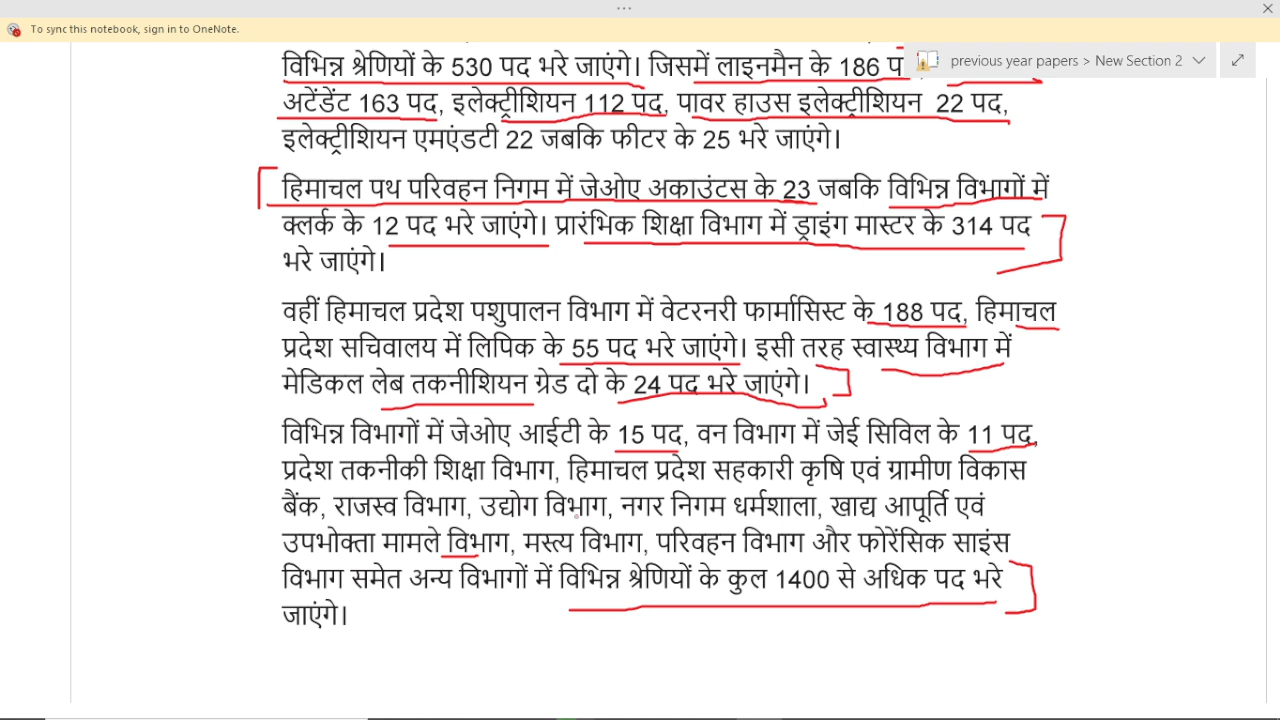 To sync this notebook, sign in to OneNote.
previous year papers > New Section 2
विभिन्न श्रेणियों के 530 पद भरे जाएंगे। जिसमें लाइनमैन के 186
अटेंडेंट 163 पद, इलेक्ट्रीशियन 112 पद, पावर हाउस इलेक्ट्रीशियन 22 पद,
इलेक्ट्रीशियन एमएंडटी 22 जबकि फीटर के 25 भरे जाएंगे।
हिमाचल पथ परिवहन निगम में जेओए अकाउंटस के 23 जबकि विभिन्न विभागों में
क्लर्क के 12 पद भरे जाएंगे। प्रारंभिक शिक्षा विभाग में ड्राइंग मास्टर के 314 पद
भरे जाएंगे।
वहीं हिमाचल प्रदेश पशुपालन विभाग में वेटरनरी फार्मासिस्ट के 188 पद, हिमाचल
प्रदेश सचिवालय में लिपिक के 55 पद भरे जाएंगे। इसी तरह स्वास्थ्य विभाग में
मेडिकल लेब तकनीशियन ग्रेड दो के 24 पद भरे जाएंगे।
विभिन्न विभागों में जेओए आईटी के 15 पद, वन विभाग में जेई सिविल के 11 पद,
प्रदेश तकनीकी शिक्षा विभाग, हिमाचल प्रदेश सहकारी कृषि एवं ग्रामीण विकास
बैंक, राजस्व विभाग, उद्योग विभाग, नगर निगम धर्मशाला, खाद्य आपूर्ति एवं
उपभोक्ता मामले विभाग, मत्स्य विभाग, परिवहन विभाग और फोरेंसिक साइंस
विभाग समेत अन्य विभागों में विभिन्न श्रेणियों के कुल 1400 से अधिक पद भरे
जाएंगे।